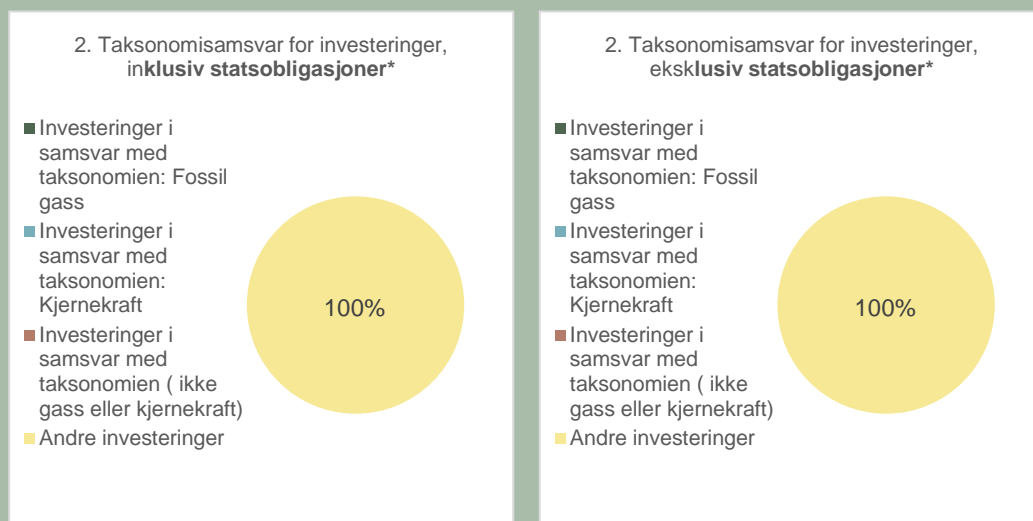 2. Taksonomisamsvar for investeringer,
inklusiv statsobligasjoner*
Investeringer i
samsvar med
taksonomien: Fossil
gass
Investeringer i
samsvar med
taksonomien:
Kjernekraft
Investeringer i
samsvar med
taksonomien ( ikke
gass eller kjernekraft)
Andre investeringer
100%
2. Taksonomisamsvar for investeringer,
eksklusiv statsobligasjoner*
Investeringer i
samsvar med
taksonomien: Fossil
gass
Investeringer i
samsvar med
taksonomien:
Kjernekraft
Investeringer i
samsvar med
taksonomien ( ikke
gass eller kjernekraft)
Andre investeringer
100%